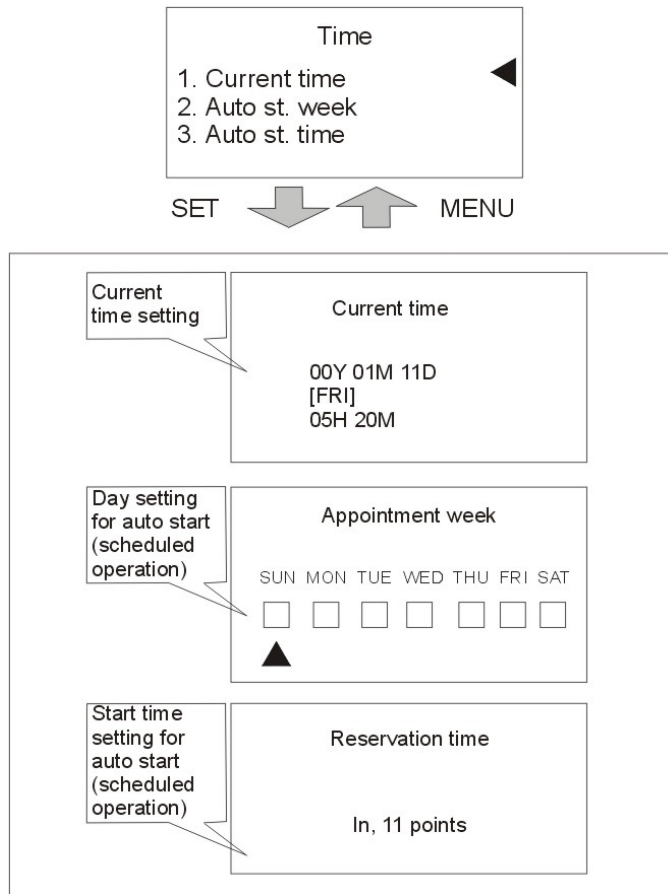 Time
1. Current time
2. Auto st. week
3. Auto st. time
SET
MENU
Current
time setting
Current time
00Y 01M 11D
[FRI]
05H 20M
Day setting
for auto start
(scheduled
operation)
Appointment week
SUN MON TUE WED THU FRI SAT
Start time
setting for
auto start
(scheduled
operation)
Reservation time
In, 11 points